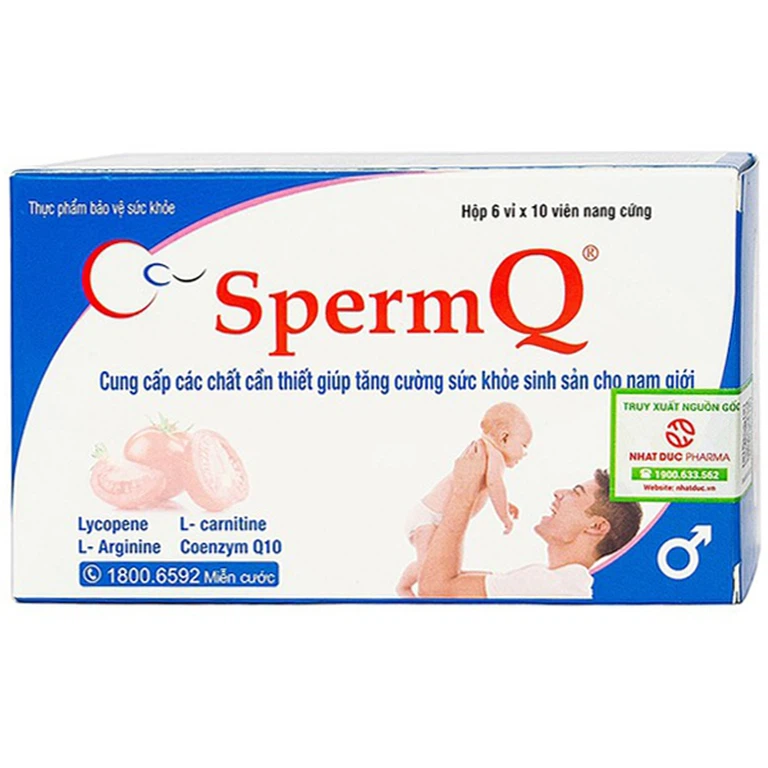 Thực phẩm bảo vệ sức khỏe
Hộp 6 vỉ x 10 viên nang cứng
SpermQ®
Cung cấp các chất cần thiết giúp tăng cường sức khỏe sinh sản cho nam giới
TRUY XUẤT NGUỒN GỐC
NHAT DUC PHARMA
1900.633.562
Website: nhatduc.vn
Lycopene L- carnitine
L- Arginine Coenzym Q10
1800.6592 Miễn cước